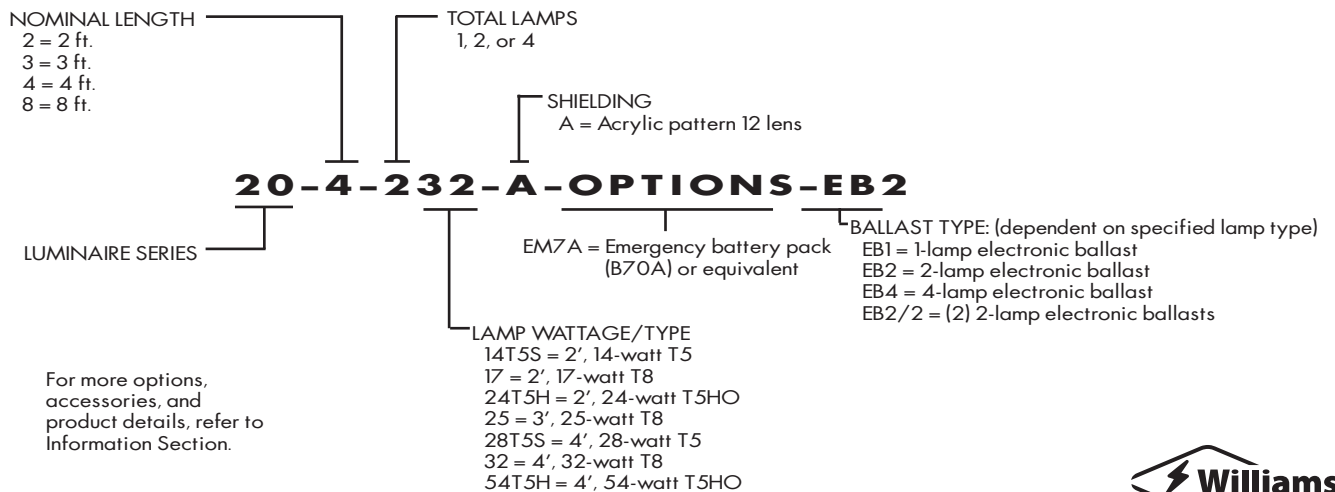 NOMINAL LENGTH
2 = 2 ft.
3 = 3 ft.
4 = 4 ft.
8 = 8 ft.
TOTAL LAMPS
1, 2, or 4
SHIELDING
A = Acrylic pattern 12 lens
20-4-232-A-OPTIONS-EB2
LUMINAIRE SERIES
EM7A = Emergency battery pack
(B70A) or equivalent
BALLAST TYPE: (dependent on specified lamp type)
EB1 = 1-lamp electronic ballast
EB2 = 2-lamp electronic ballast
EB4 = 4-lamp electronic ballast
EB2/2 = (2) 2-lamp electronic ballasts
LAMP WATTAGE/TYPE
14T5S = 2’, 14-watt T5
17 = 2’, 17-watt T8
24T5H = 2’, 24-watt T5HO
25 = 3’, 25-watt T8
28T5S = 4’, 28-watt T5
32 = 4’, 32-watt T8
54T5H = 4’, 54-watt T5HO
For more options,
accessories, and
product details, refer to
Information Section.
Williams